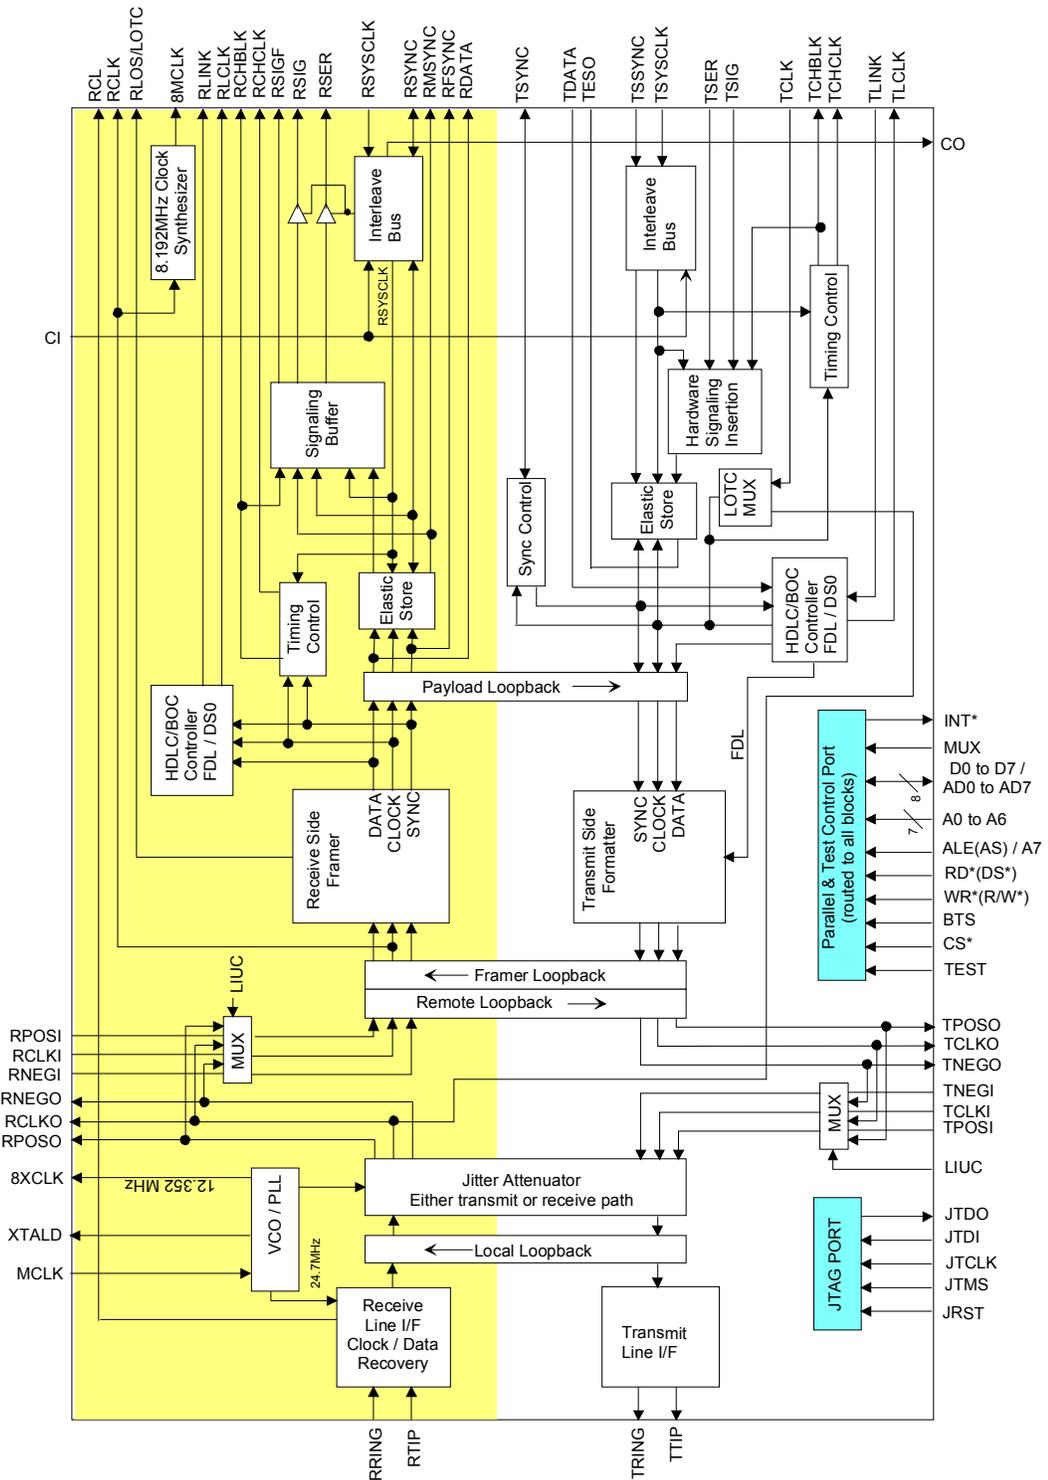 RCL
RCLK
RLOS/LOTC
8MCLK
RLINK
RLCLK
RCHBLK
RCHCLK
RSIGF
RSIG
RSER
RSYSCLK
RSYNC
RMSYNC
RFSYNC
RDATA
TSYNC
TDATA
TESO
TSSYNC
TSYSCLK
TSER
TSIG
TCLK
TCHBLK
TCHCLK
TLINK
TLCLK
CO
8.192MHz Clock
Synthesizer
Interleave
Bus
Interleave
Bus
RSYSCLK
CI
Timing Control
Signaling
Buffer
Hardware
Signaling
Insertion
LOTC
MUX
Elastic
Store
Sync Control
Timing
Control
Elastic
Store
HDLC/BOC
Controller
FDL / DS0
Payload Loopback
HDLC/BOC
Controller
FDL / DS0
FDL
Receive Side
Framer
DATA
CLOCK
SYNC
Transmit Side
Formatter
SYNC
CLOCK
DATA
Parallel & Test Control Port
(routed to all blocks)
INT*
MUX
D0 to D7 /
AD0 to AD7
8
A0 to A6
7
ALE(AS) / A7
RD*(DS*)
WR*(R/W*)
BTS
CS*
TEST
Framer Loopback
Remote Loopback
LIUC
MUX
RPOSI
RCLKI
RNEGI
RNEGO
RCLKO
RPOSO
8XCLK
XTALD
MCLK
TPOSO
TCLKO
TNEGO
TNEGI
TCLKI
TPOSI
MUX
LIUC
Jitter Attenuator
Either transmit or receive path
12.352 MHz
VCO / PLL
24.7MHz
Local Loopback
Receive
Line I/F
Clock / Data
Recovery
Transmit
Line I/F
JTAG PORT
JTDO
JTDI
JTCLK
JTMS
JRST
RRING
RTIP
TRING
TTIP